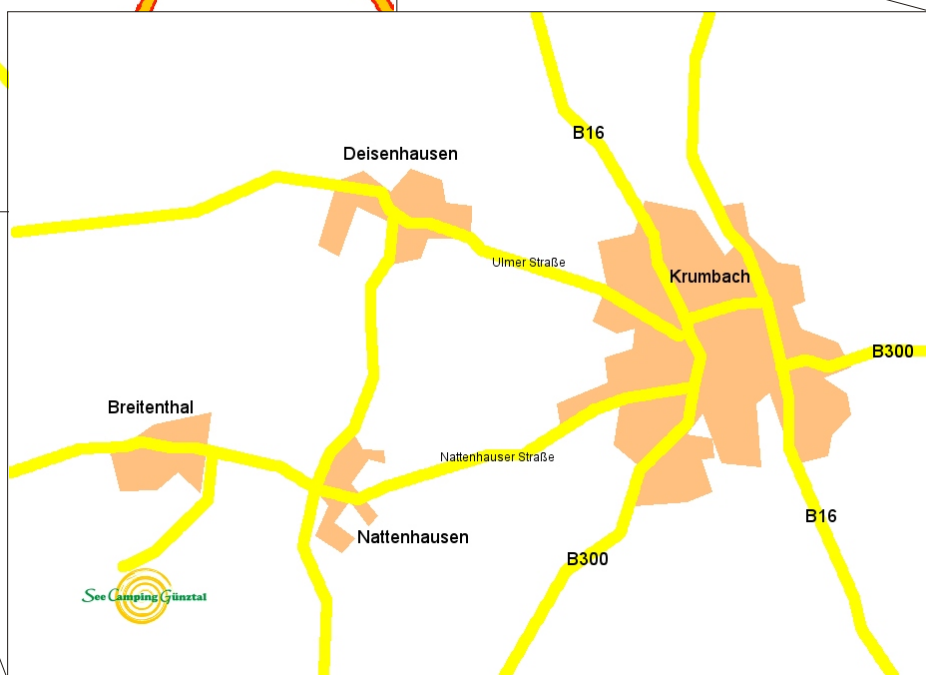 B16
Deisenhausen
Ulmer Straße
Krumbach
B300
Breitenthal
Nattenhauser Straße
B16
Nattenhausen
B300
See Camping Günztal